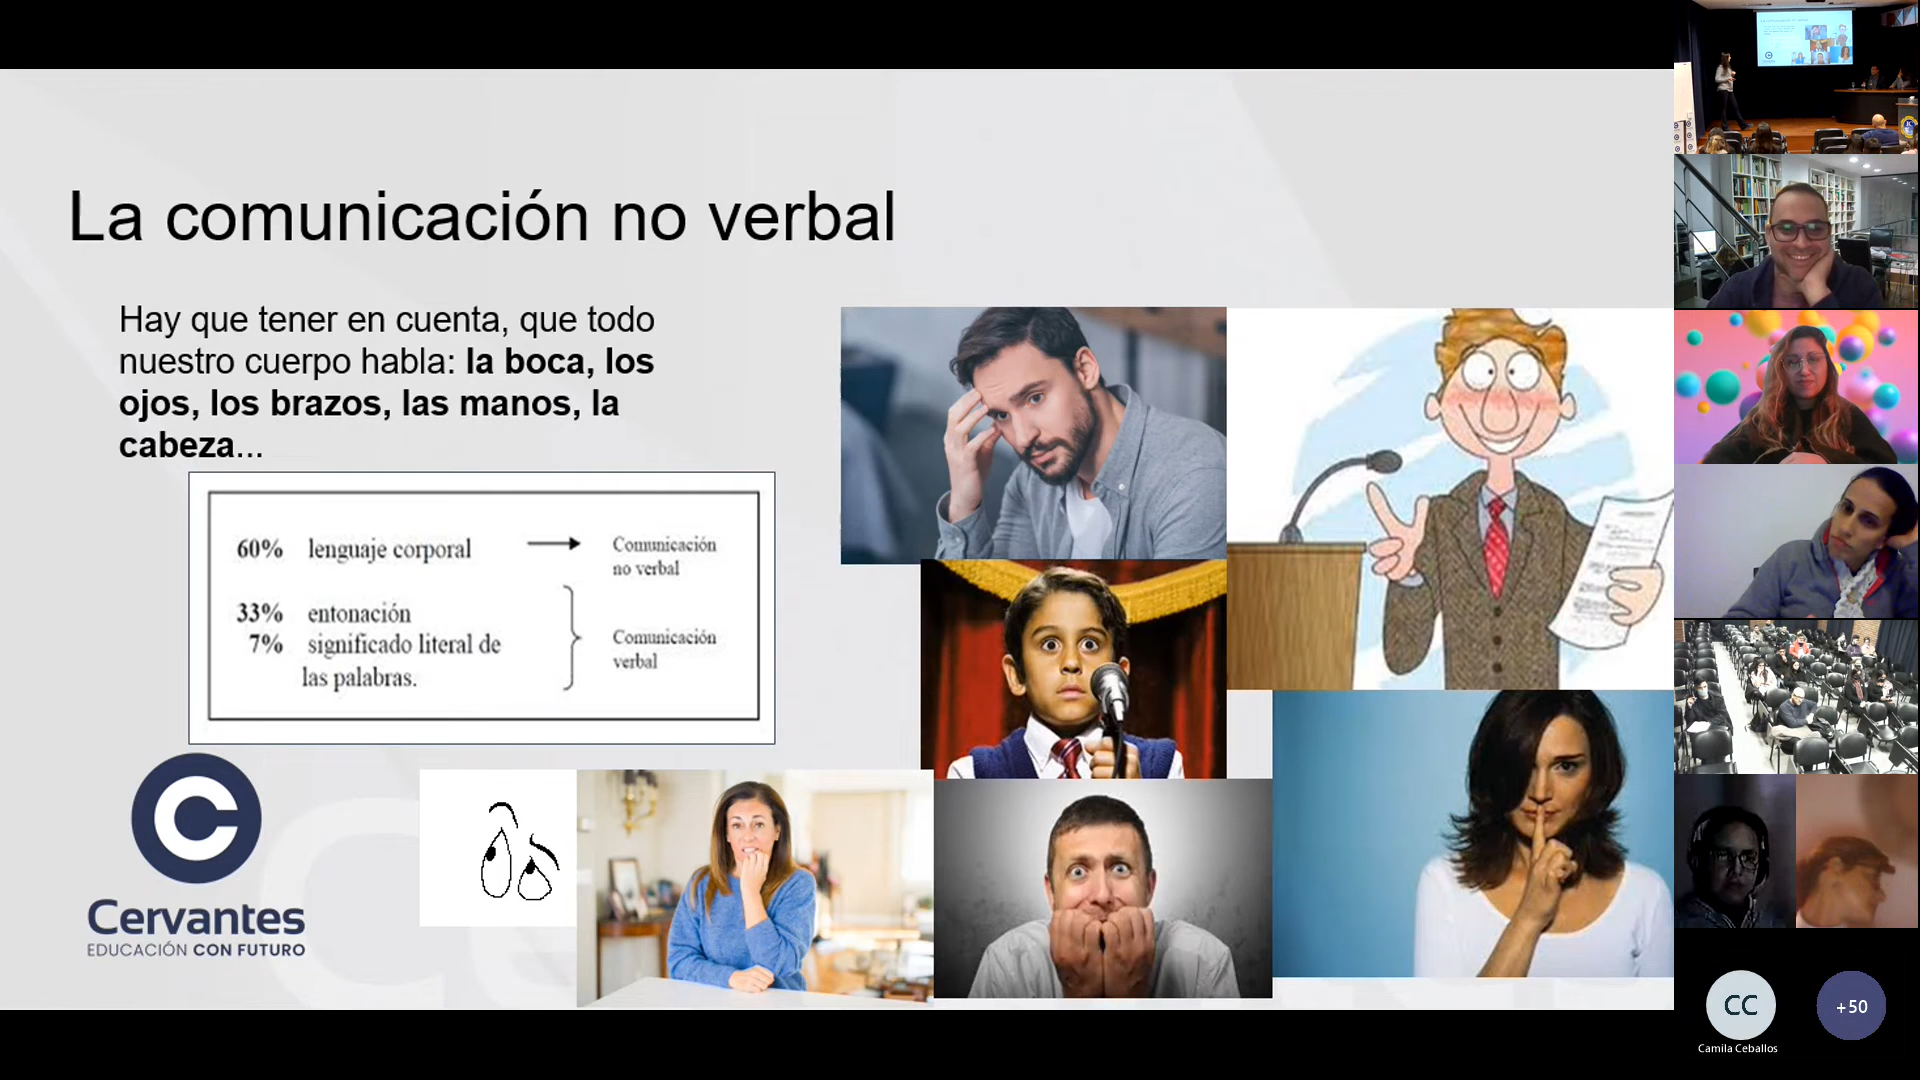 La comunicación no verbal
Hay que tener en cuenta, que todo
nuestro cuerpo habla: la boca, los
ojos, los brazos, las manos, la
cabeza...
60% lenguaje corporal
Comunicación
no verbal
33% entonación
7% significado literal de
las palabras.
Comunicación
verbal
C
Cervantes
EDUCACIÓN CON FUTURO
CC
Camila Ceballos
+50